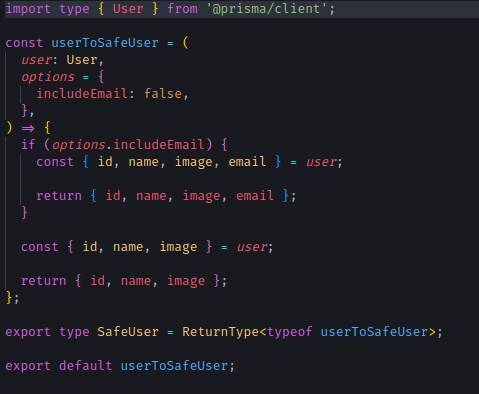 import type { User } from '@prisma/client';
const userToSafeUser = (
  user: User,
  options = {
    includeEmail: false,
  },
) => {
  if (options.includeEmail) {
    const { id, name, image, email } = user;
    return { id, name, image, email };
  }
  const { id, name, image } = user;
  return { id, name, image };
};
export type SafeUser = ReturnType<typeof userToSafeUser>;
export default userToSafeUser;